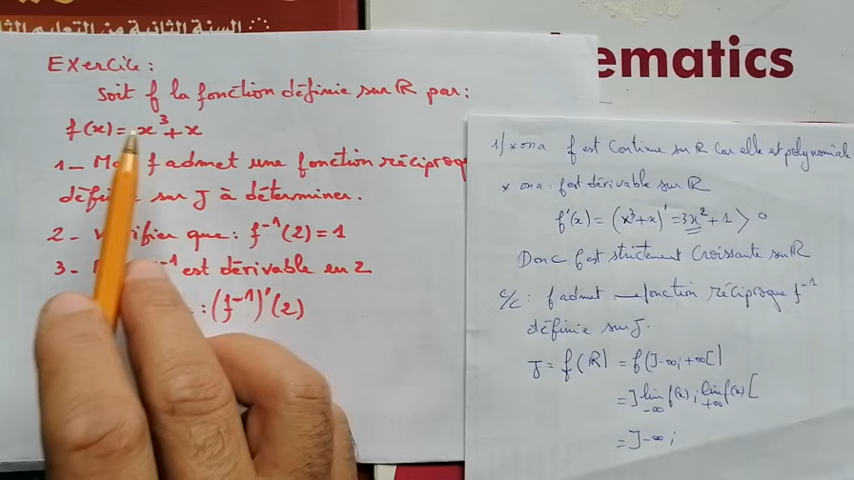 السنة الثانية من التعليم
ematics
Exercice :
Soit f la fonction définie sur ℝ par :
f(x) = x³ + x
1 _ M f admet une fonction réciproq
défi sur J à déterminer.
2 - vérifier que : f⁻¹(2) = 1
3 - ⁻¹ est dérivable en 2
: (f⁻¹)'(2)
1/ * on a f est continue sur ℝ car elle est polynomiale
* on a : f est dérivable sur ℝ
f'(x) = (x³+x)' = 3x² + 1 > 0
Donc f est strictement croissante sur ℝ
c/c : f admet une fonction réciproque f⁻¹
définie sur J.
J = f(ℝ) = f(]-∞ ; +∞[)
= ] lim f(x) ; lim f(x) [
-∞ +∞
= ]-∞ ;